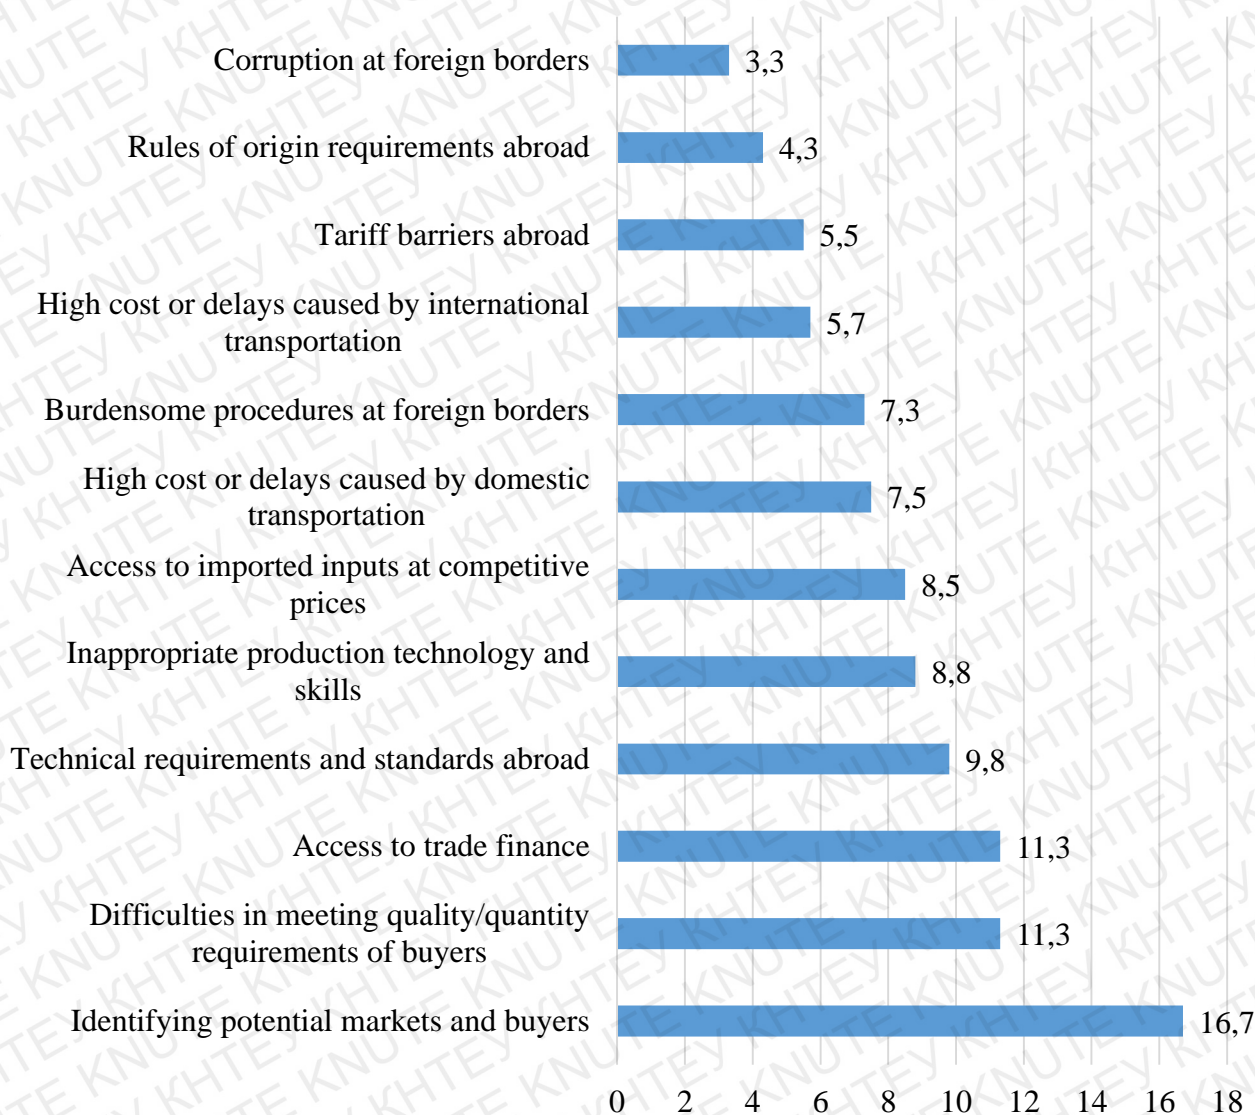 Corruption at foreign borders 3,3
Rules of origin requirements abroad 4,3
Tariff barriers abroad 5,5
High cost or delays caused by international
transportation 5,7
Burdensome procedures at foreign borders 7,3
High cost or delays caused by domestic
transportation 7,5
Access to imported inputs at competitive
prices 8,5
Inappropriate production technology and
skills 8,8
Technical requirements and standards abroad 9,8
Access to trade finance 11,3
Difficulties in meeting quality/quantity
requirements of buyers 11,3
Identifying potential markets and buyers 16,7
0 2 4 6 8 10 12 14 16 18